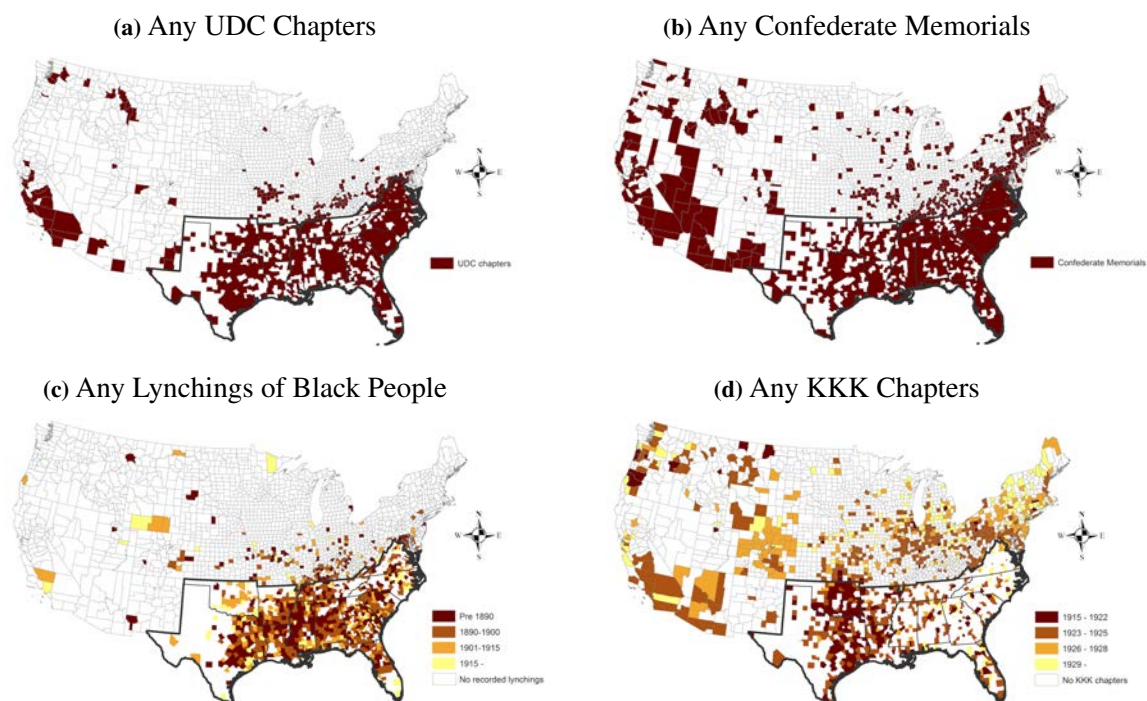 (a) Any UDC Chapters
(b) Any Confederate Memorials
N
W E
S
UDC chapters
N
W E
S
Confederate Memorials
(c) Any Lynchings of Black People
(d) Any KKK Chapters
N
W E
S
Pre 1890
1890-1900
1901-1915
1915 -
No recorded lynchings
N
W E
S
1915 - 1922
1923 - 1925
1926 - 1928
1929 -
No KKK chapters